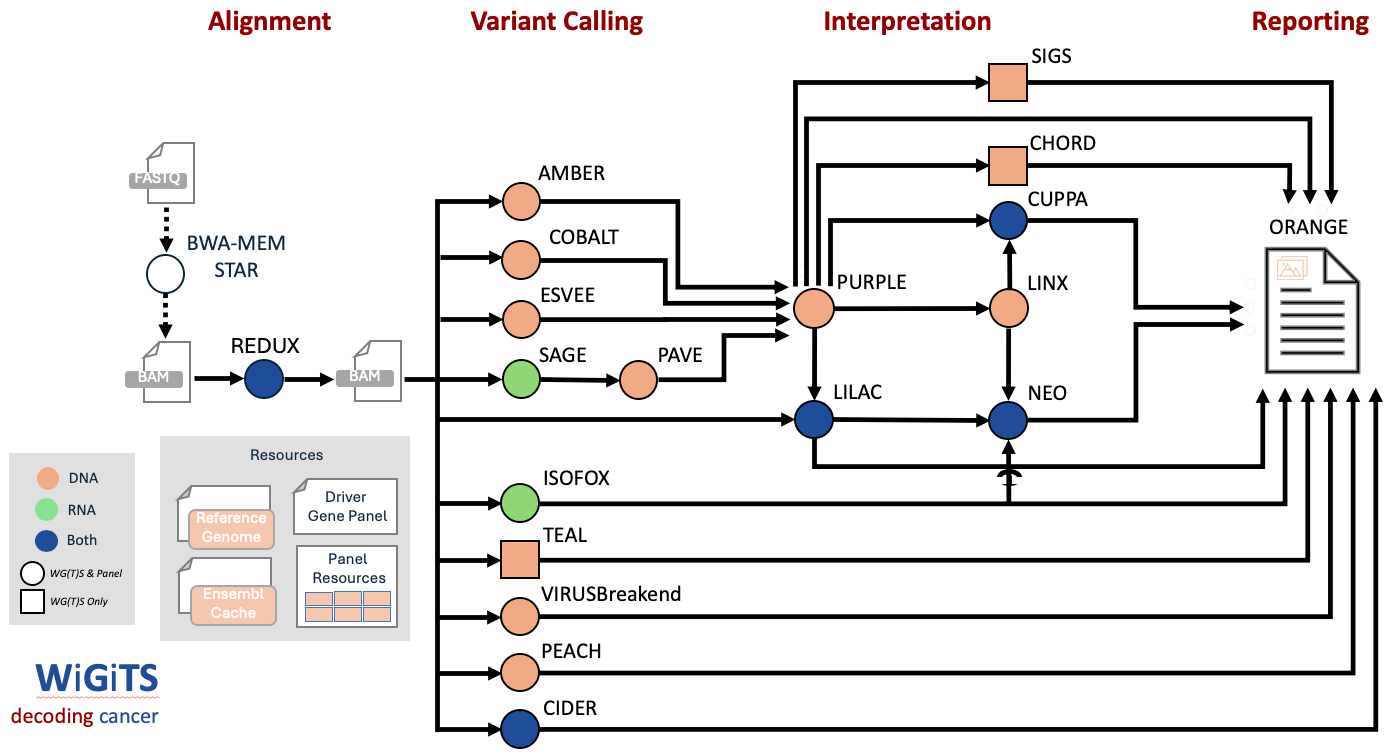 Alignment
Variant Calling
Interpretation
Reporting
SIGS
CHORD
FASTQ
AMBER
CUPPA
BWA-MEM
STAR
COBALT
ORANGE
ESVEE
PURPLE
LINX
REDUX
SAGE
PAVE
BAM
BAM
LILAC
NEO
Resources
DNA
RNA
Both
WG(T)S & Panel
WG(T)S Only
Reference
Genome
Driver
Gene Panel
Ensembl
Cache
Panel
Resources
ISOFOX
TEAL
VIRUSBreakend
PEACH
CIDER
WiGiTS
decoding cancer